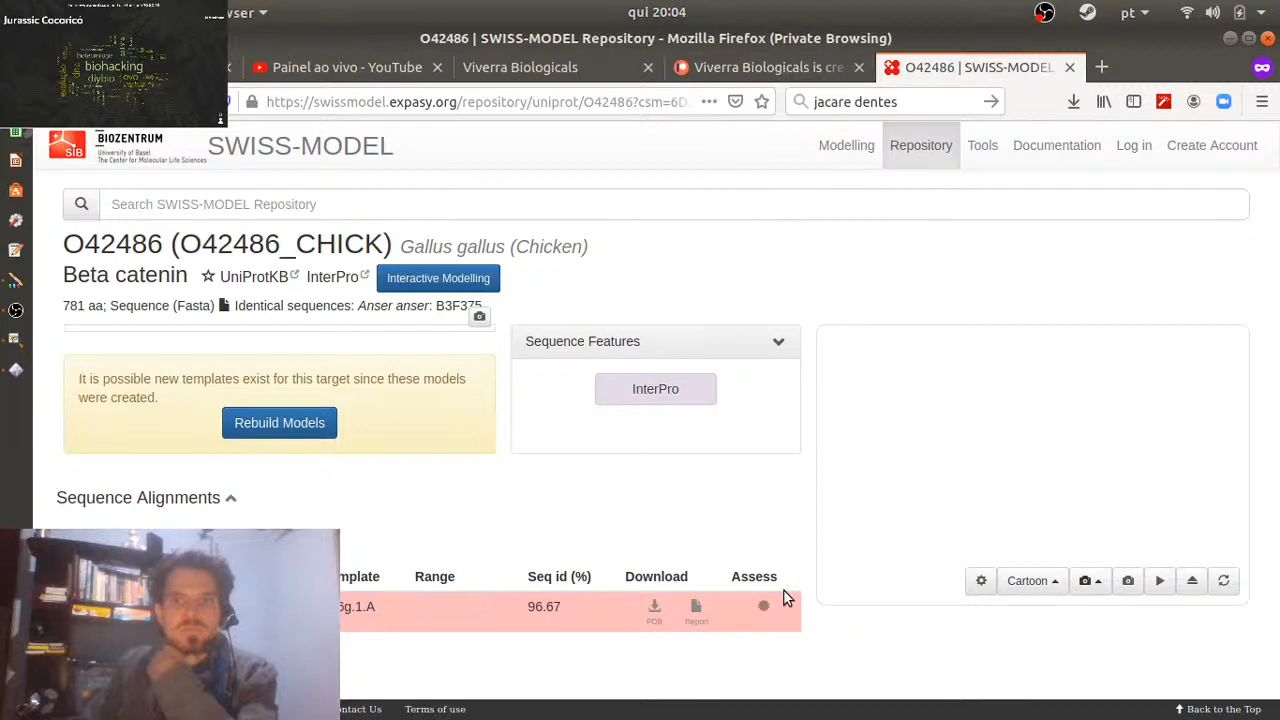 qui 20:04
pt
Jurassic Cocoricó
biohacking
diybio
O42486 | SWISS-MODEL Repository - Mozilla Firefox (Private Browsing)
Painel ao vivo - YouTube
Viverra Biologicals
Viverra Biologicals is cre
O42486 | SWISS-MODEL
https://swissmodel.expasy.org/repository/uniprot/O42486?csm=6D
jacare dentes
SIB
BIOZENTRUM
University of Basel
The Center for Molecular Life Sciences
SWISS-MODEL
Modelling
Repository
Tools
Documentation
Log in
Create Account
Search SWISS-MODEL Repository
O42486 (O42486_CHICK) Gallus gallus (Chicken)
Beta catenin UniProtKB InterPro Interactive Modelling
781 aa; Sequence (Fasta) Identical sequences: Anser anser: B3F375
Sequence Features
InterPro
It is possible new templates exist for this target since these models
were created.
Rebuild Models
Sequence Alignments
mplate Range Seq id (%) Download Assess
6g.1.A 96.67
PDB
Report
Cartoon
ntact Us
Terms of use
Back to the Top